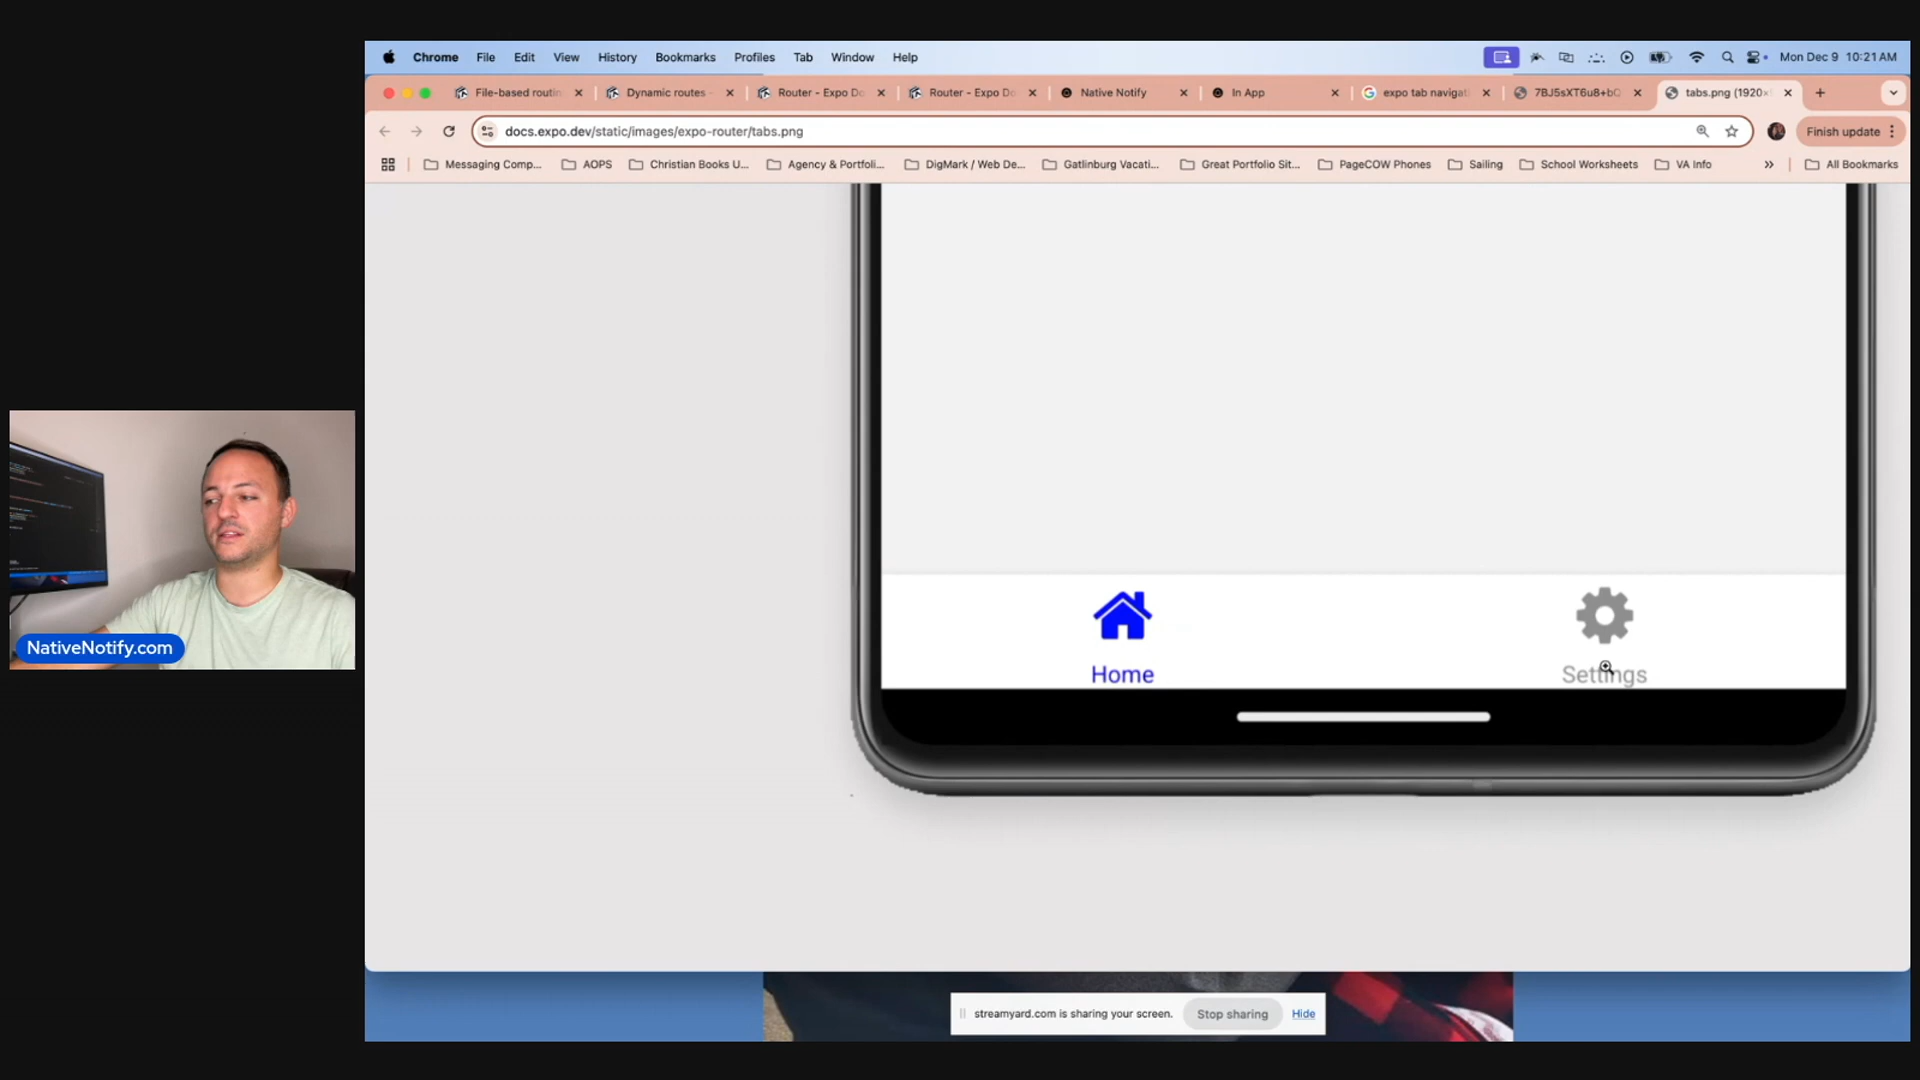 Chrome File Edit View History Bookmarks Profiles Tab Window Help Mon Dec 9 10:21 AM
File-based routin Dynamic routes - Router - Expo Do Router - Expo Do Native Notify In App expo tab navigat 7BJ5sXT6u8+bQ tabs.png (1920×
docs.expo.dev/static/images/expo-router/tabs.png Finish update
Messaging Comp... AOPS Christian Books U... Agency & Portfoli... DigMark / Web De... Gatlinburg Vacati... Great Portfolio Sit... PageCOW Phones Sailing School Worksheets VA Info » All Bookmarks
NativeNotify.com
Home Settings
streamyard.com is sharing your screen. Stop sharing Hide